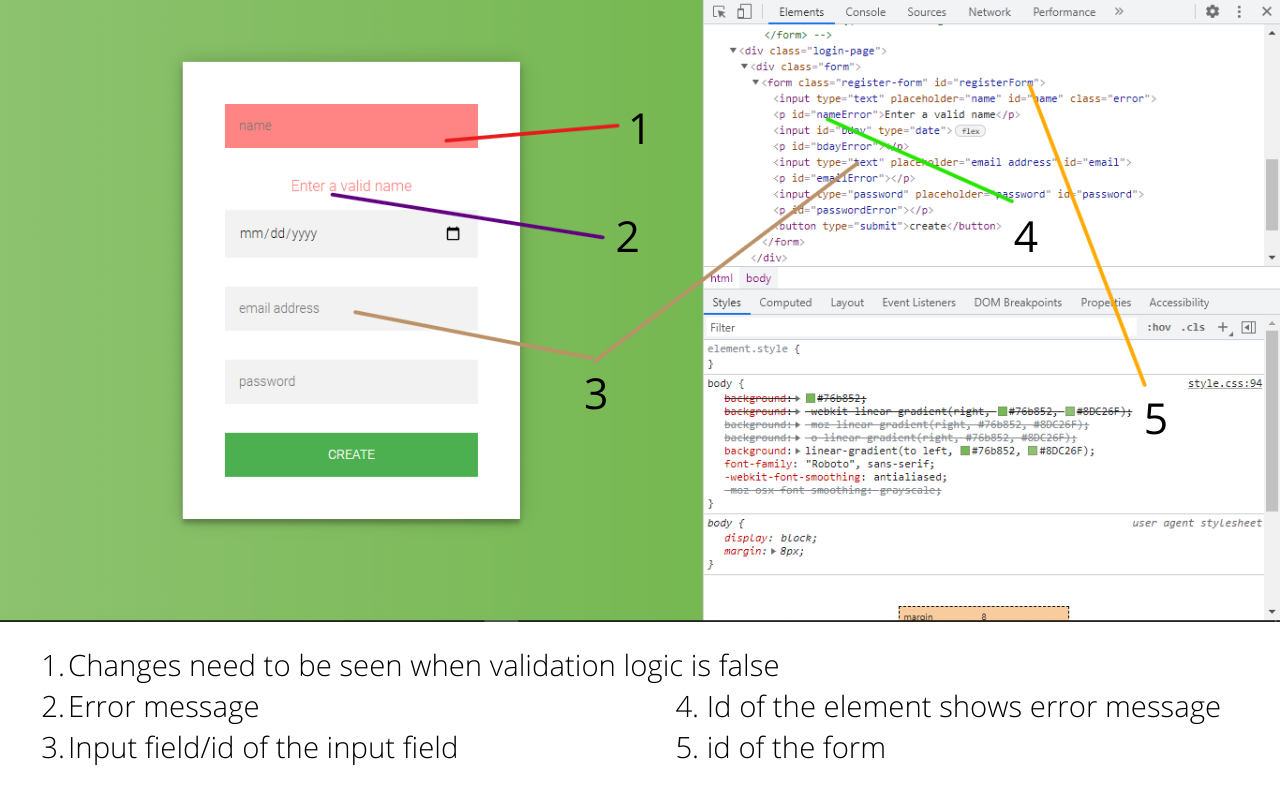 name
1
Enter a valid name
2
mm/dd/yyyy
email address
3
password
CREATE
Elements Console Sources Network Performance »
</form> -->
▼<div class="login-page">
▼<div class="form">
▼<form class="register-form" id="registerForm">
<input type="text" placeholder="name" id="name" class="error">
<p id="nameError">Enter a valid name</p>
<input id="bday" type="date"> flex
<p id="bdayError"></p>
<input type="text" placeholder="email address" id="email">
<p id="emailError"></p>
<input type="password" placeholder="password" id="password">
<p id="passwordError"></p>
<button type="submit">create</button>
</form>
</div>
4
html body
Styles Computed Layout Event Listeners DOM Breakpoints Properties Accessibility
Filter :hov .cls +
element.style {
}
body { style.css:94
background:▶ #76b852;
background:▶ -webkit-linear-gradient(right, #76b852, #8DC26F);
background:▶ -moz-linear-gradient(right, #76b852, #8DC26F);
background:▶ -o-linear-gradient(right, #76b852, #8DC26F);
background:▶ linear-gradient(to left, #76b852, #8DC26F);
font-family: "Roboto", sans-serif;
-webkit-font-smoothing: antialiased;
-moz-osx-font-smoothing: grayscale;
}
5
body { user agent stylesheet
display: block;
margin:▶ 8px;
}
margin 8
1. Changes need to be seen when validation logic is false
2. Error message
3. Input field/id of the input field
4. Id of the element shows error message
5. id of the form